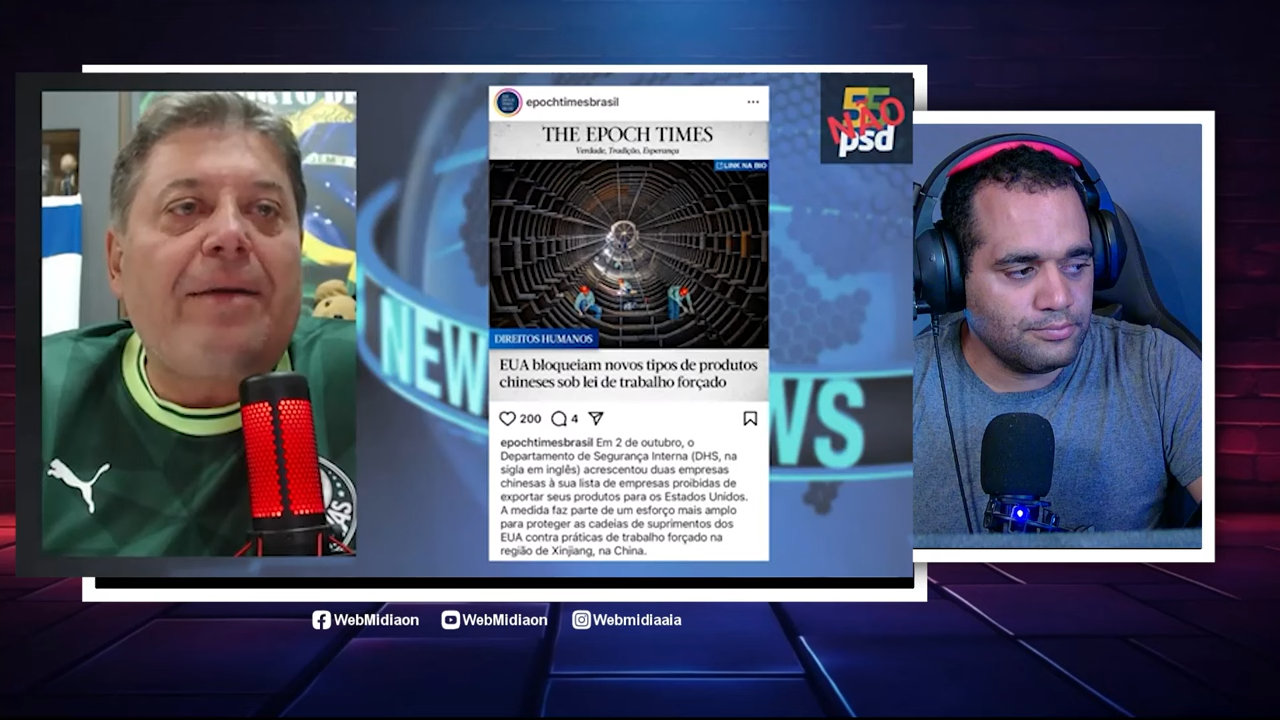 epochtimesbrasil
THE EPOCH TIMES
Verdade, Tradição, Esperança
LINK NA BIO
DIREITOS HUMANOS
EUA bloqueiam novos tipos de produtos
chineses sob lei de trabalho forçado
200 4
epochtimesbrasil Em 2 de outubro, o
Departamento de Segurança Interna (DHS, na
sigla em inglês) acrescentou duas empresas
chinesas à sua lista de empresas proibidas de
exportar seus produtos para os Estados Unidos.
A medida faz parte de um esforço mais amplo
para proteger as cadeias de suprimentos dos
EUA contra práticas de trabalho forçado na
região de Xinjiang, na China.
55
NÃO
psd
NEW
WS
WebMidiaon WebMidiaon Webmidiaaia